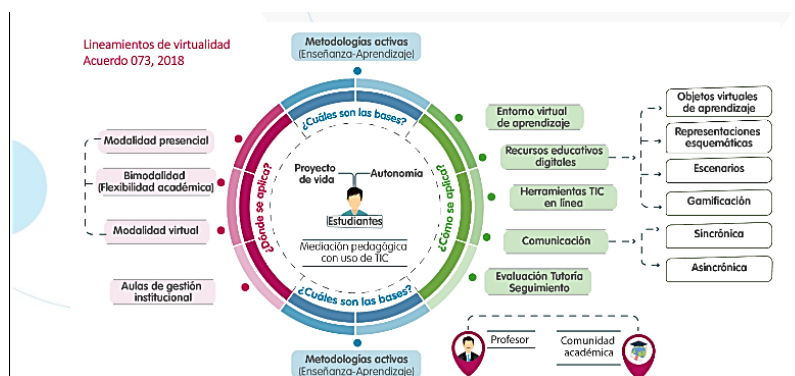 Lineamientos de virtualidad
Acuerdo 073, 2018
Metodologías activas
(Enseñanza-Aprendizaje)
¿Cuáles son las bases?
¿Dónde se aplica?
¿Cómo se aplica?
Modalidad presencial
Bimodalidad
(Flexibilidad académica)
Modalidad virtual
Aulas de gestión
institucional
Proyecto
de vida
Autonomía
Estudiantes
Mediación pedagógica
con uso de TIC
¿Cuáles son las bases?
Metodologías activas
(Enseñanza-Aprendizaje)
Entorno virtual
de aprendizaje
Recursos educativos
digitales
Herramientas TIC
en línea
Comunicación
Evaluación Tutoría
Seguimiento
Objetos virtuales
de aprendizaje
Representaciones
esquemáticas
Escenarios
Gamificación
Sincrónica
Asincrónica
Profesor
Comunidad
académica